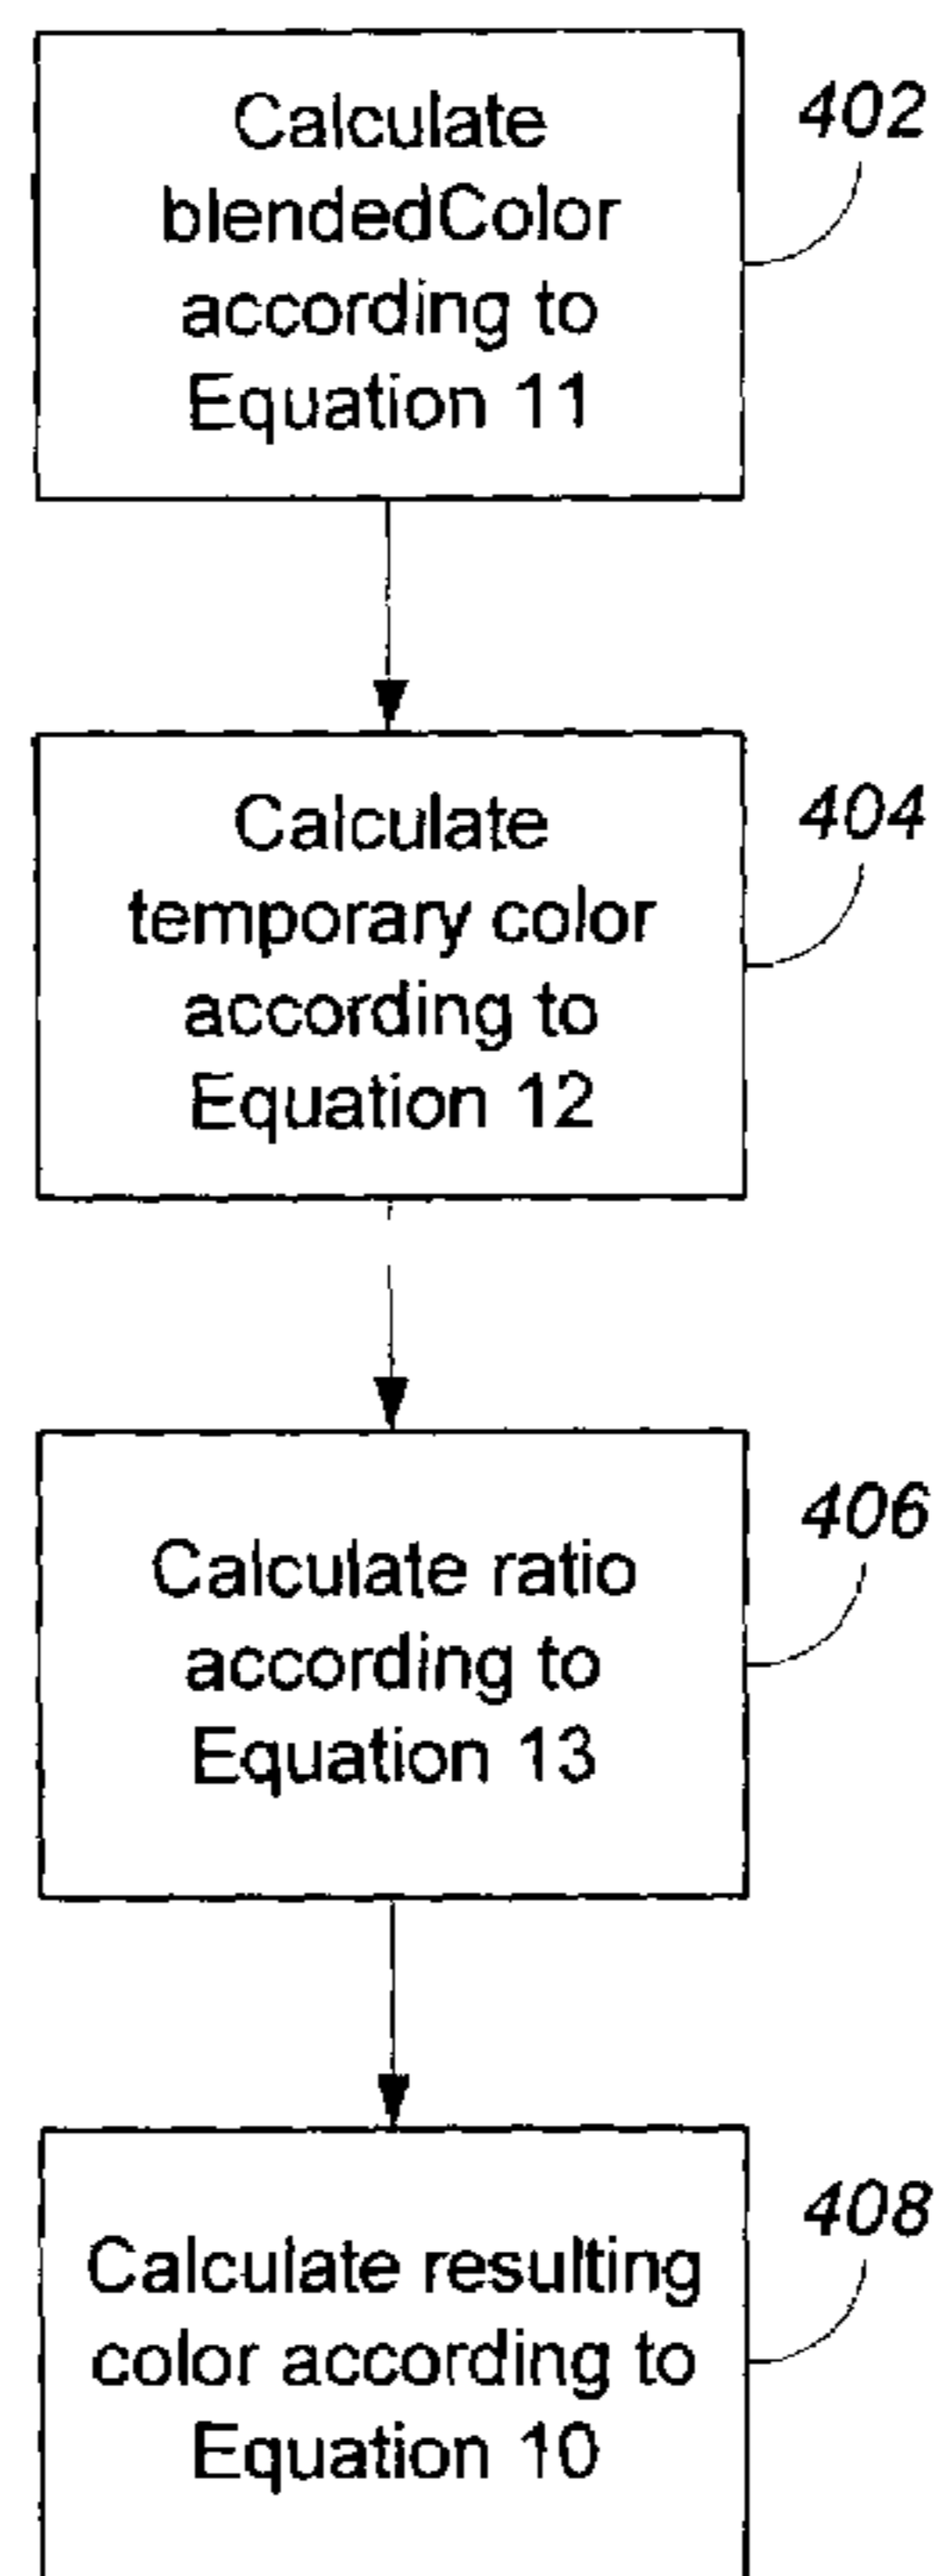 Calculate
blendedColor
according to
Equation 11
402
Calculate
temporary color
according to
Equation 12
404
Calculate ratio
according to
Equation 13
406
Calculate resulting
color according to
Equation 10
408